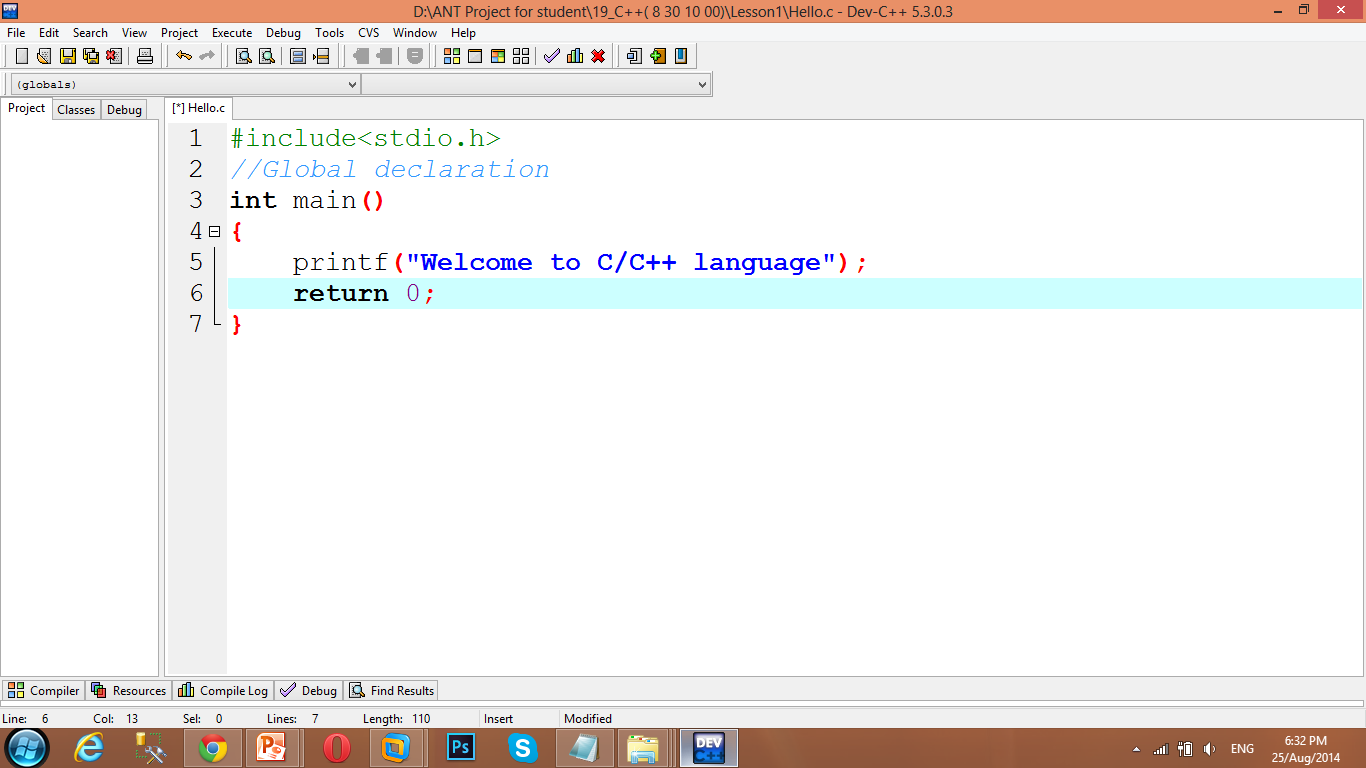 D:\ANT Project for student\19_C++( 8 30 10 00)\Lesson1\Hello.c - Dev-C++ 5.3.0.3
File Edit Search View Project Execute Debug Tools CVS Window Help
(globals)
Project Classes Debug [*] Hello.c
1 #include<stdio.h>
2 //Global declaration
3 int main()
4 {
5 printf("Welcome to C/C++ language");
6 return 0;
7 }
Compiler Resources Compile Log Debug Find Results
Line: 6 Col: 13 Sel: 0 Lines: 7 Length: 110 Insert Modified
Ps DEV C++ ENG 6:32 PM
25/Aug/2014